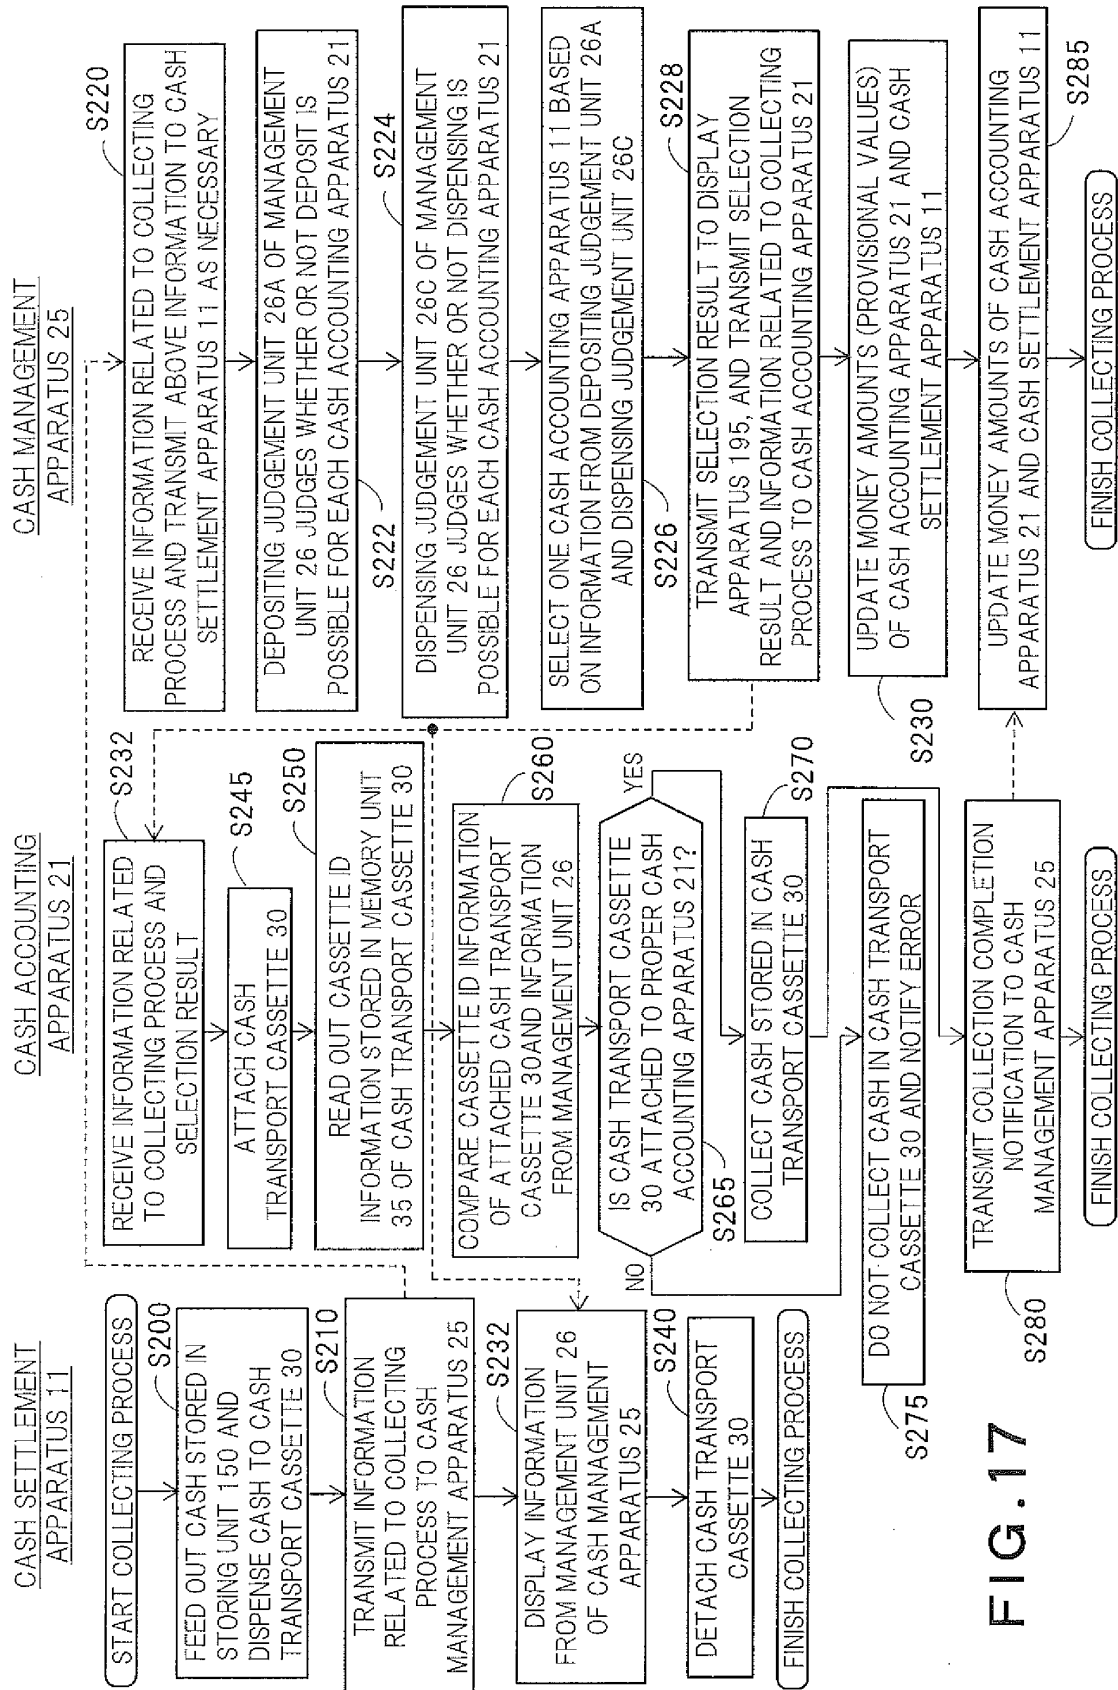 CASH SETTLEMENT
APPARATUS 11
START COLLECTING PROCESS
S200
FEED OUT CASH STORED IN
STORING UNIT 150 AND
DISPENSE CASH TO CASH
TRANSPORT CASSETTE 30
S210
TRANSMIT INFORMATION
RELATED TO COLLECTING
PROCESS TO CASH
MANAGEMENT APPARATUS 25
S232
DISPLAY INFORMATION
FROM MANAGEMENT UNIT 26
OF CASH MANAGEMENT
APPARATUS 25
S240
DETACH CASH TRANSPORT
CASSETTE 30
FINISH COLLECTING PROCESS
CASH ACCOUNTING
APPARATUS 21
S232
RECEIVE INFORMATION RELATED
TO COLLECTING PROCESS AND
SELECTION RESULT
S245
ATTACH CASH
TRANSPORT CASSETTE 30
S250
READ OUT CASSETTE ID
INFORMATION STORED IN MEMORY UNIT
35 OF CASH TRANSPORT CASSETTE 30
S260
COMPARE CASSETTE ID INFORMATION
OF ATTACHED CASH TRANSPORT
CASSETTE 30AND INFORMATION
FROM MANAGEMENT UNIT 26
IS CASH TRANSPORT CASSETTE
30 ATTACHED TO PROPER CASH
ACCOUNTING APPARATUS 21?
NO
YES
S265
S270
COLLECT CASH STORED IN CASH
TRANSPORT CASSETTE 30
DO NOT COLLECT CASH IN CASH TRANSPORT
CASSETTE 30 AND NOTIFY ERROR
S275
TRANSMIT COLLECTION COMPLETION
NOTIFICATION TO CASH
MANAGEMENT APPARATUS 25
S280
FINISH COLLECTING PROCESS
CASH MANAGEMENT
APPARATUS 25
S220
RECEIVE INFORMATION RELATED TO COLLECTING
PROCESS AND TRANSMIT ABOVE INFORMATION TO CASH
SETTLEMENT APPARATUS 11 AS NECESSARY
DEPOSITING JUDGEMENT UNIT 26A OF MANAGEMENT
UNIT 26 JUDGES WHETHER OR NOT DEPOSIT IS
POSSIBLE FOR EACH CASH ACCOUNTING APPARATUS 21
S222
S224
DISPENSING JUDGEMENT UNIT 26C OF MANAGEMENT
UNIT 26 JUDGES WHETHER OR NOT DISPENSING IS
POSSIBLE FOR EACH CASH ACCOUNTING APPARATUS 21
SELECT ONE CASH ACCOUNTING APPARATUS 11 BASED
ON INFORMATION FROM DEPOSITING JUDGEMENT UNIT 26A
AND DISPENSING JUDGEMENT UNIT 26C
S226
S228
TRANSMIT SELECTION RESULT TO DISPLAY
APPARATUS 195, AND TRANSMIT SELECTION
RESULT AND INFORMATION RELATED TO COLLECTING
PROCESS TO CASH ACCOUNTING APPARATUS 21
UPDATE MONEY AMOUNTS (PROVISIONAL VALUES)
OF CASH ACCOUNTING APPARATUS 21 AND CASH
SETTLEMENT APPARATUS 11
S230
S285
UPDATE MONEY AMOUNTS OF CASH ACCOUNTING
APPARATUS 21 AND CASH SETTLEMENT APPARATUS 11
FINISH COLLECTING PROCESS
FIG.17